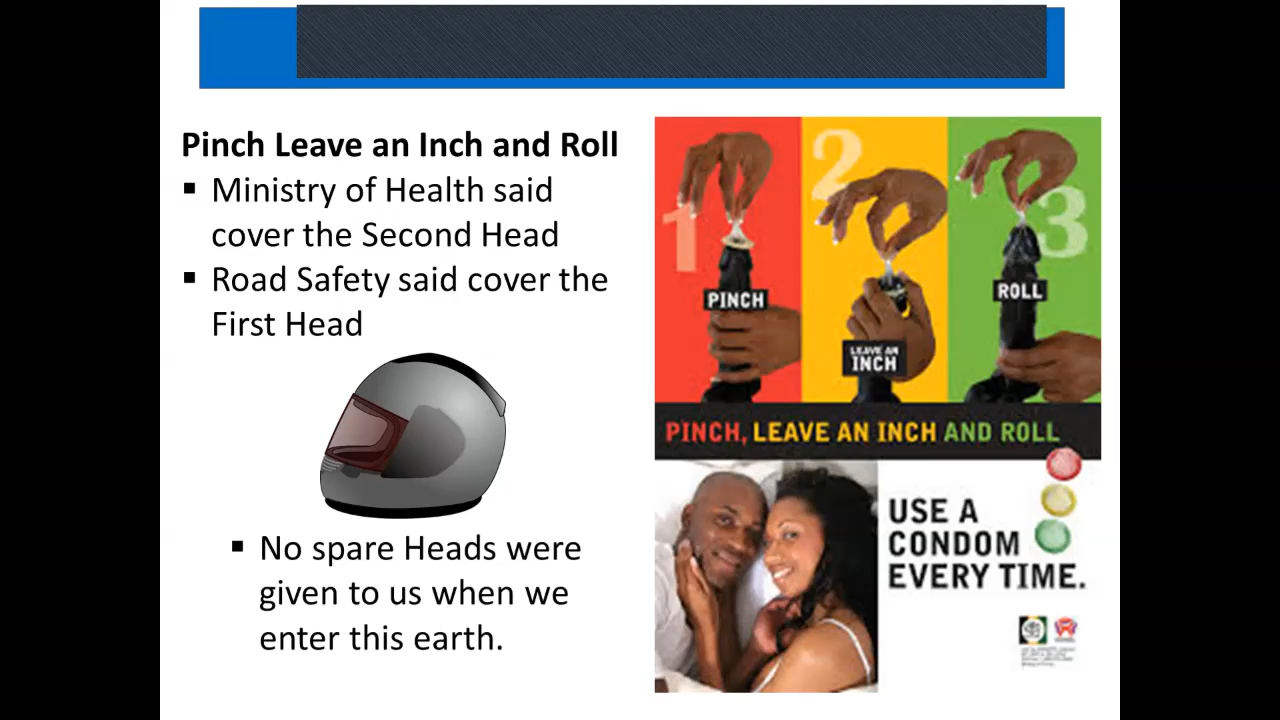 Pinch Leave an Inch and Roll
▪ Ministry of Health said
cover the Second Head
▪ Road Safety said cover the
First Head
▪ No spare Heads were
given to us when we
enter this earth.
1
2
3
PINCH
LEAVE AN
INCH
ROLL
PINCH, LEAVE AN INCH AND ROLL
USE A
CONDOM
EVERY TIME.